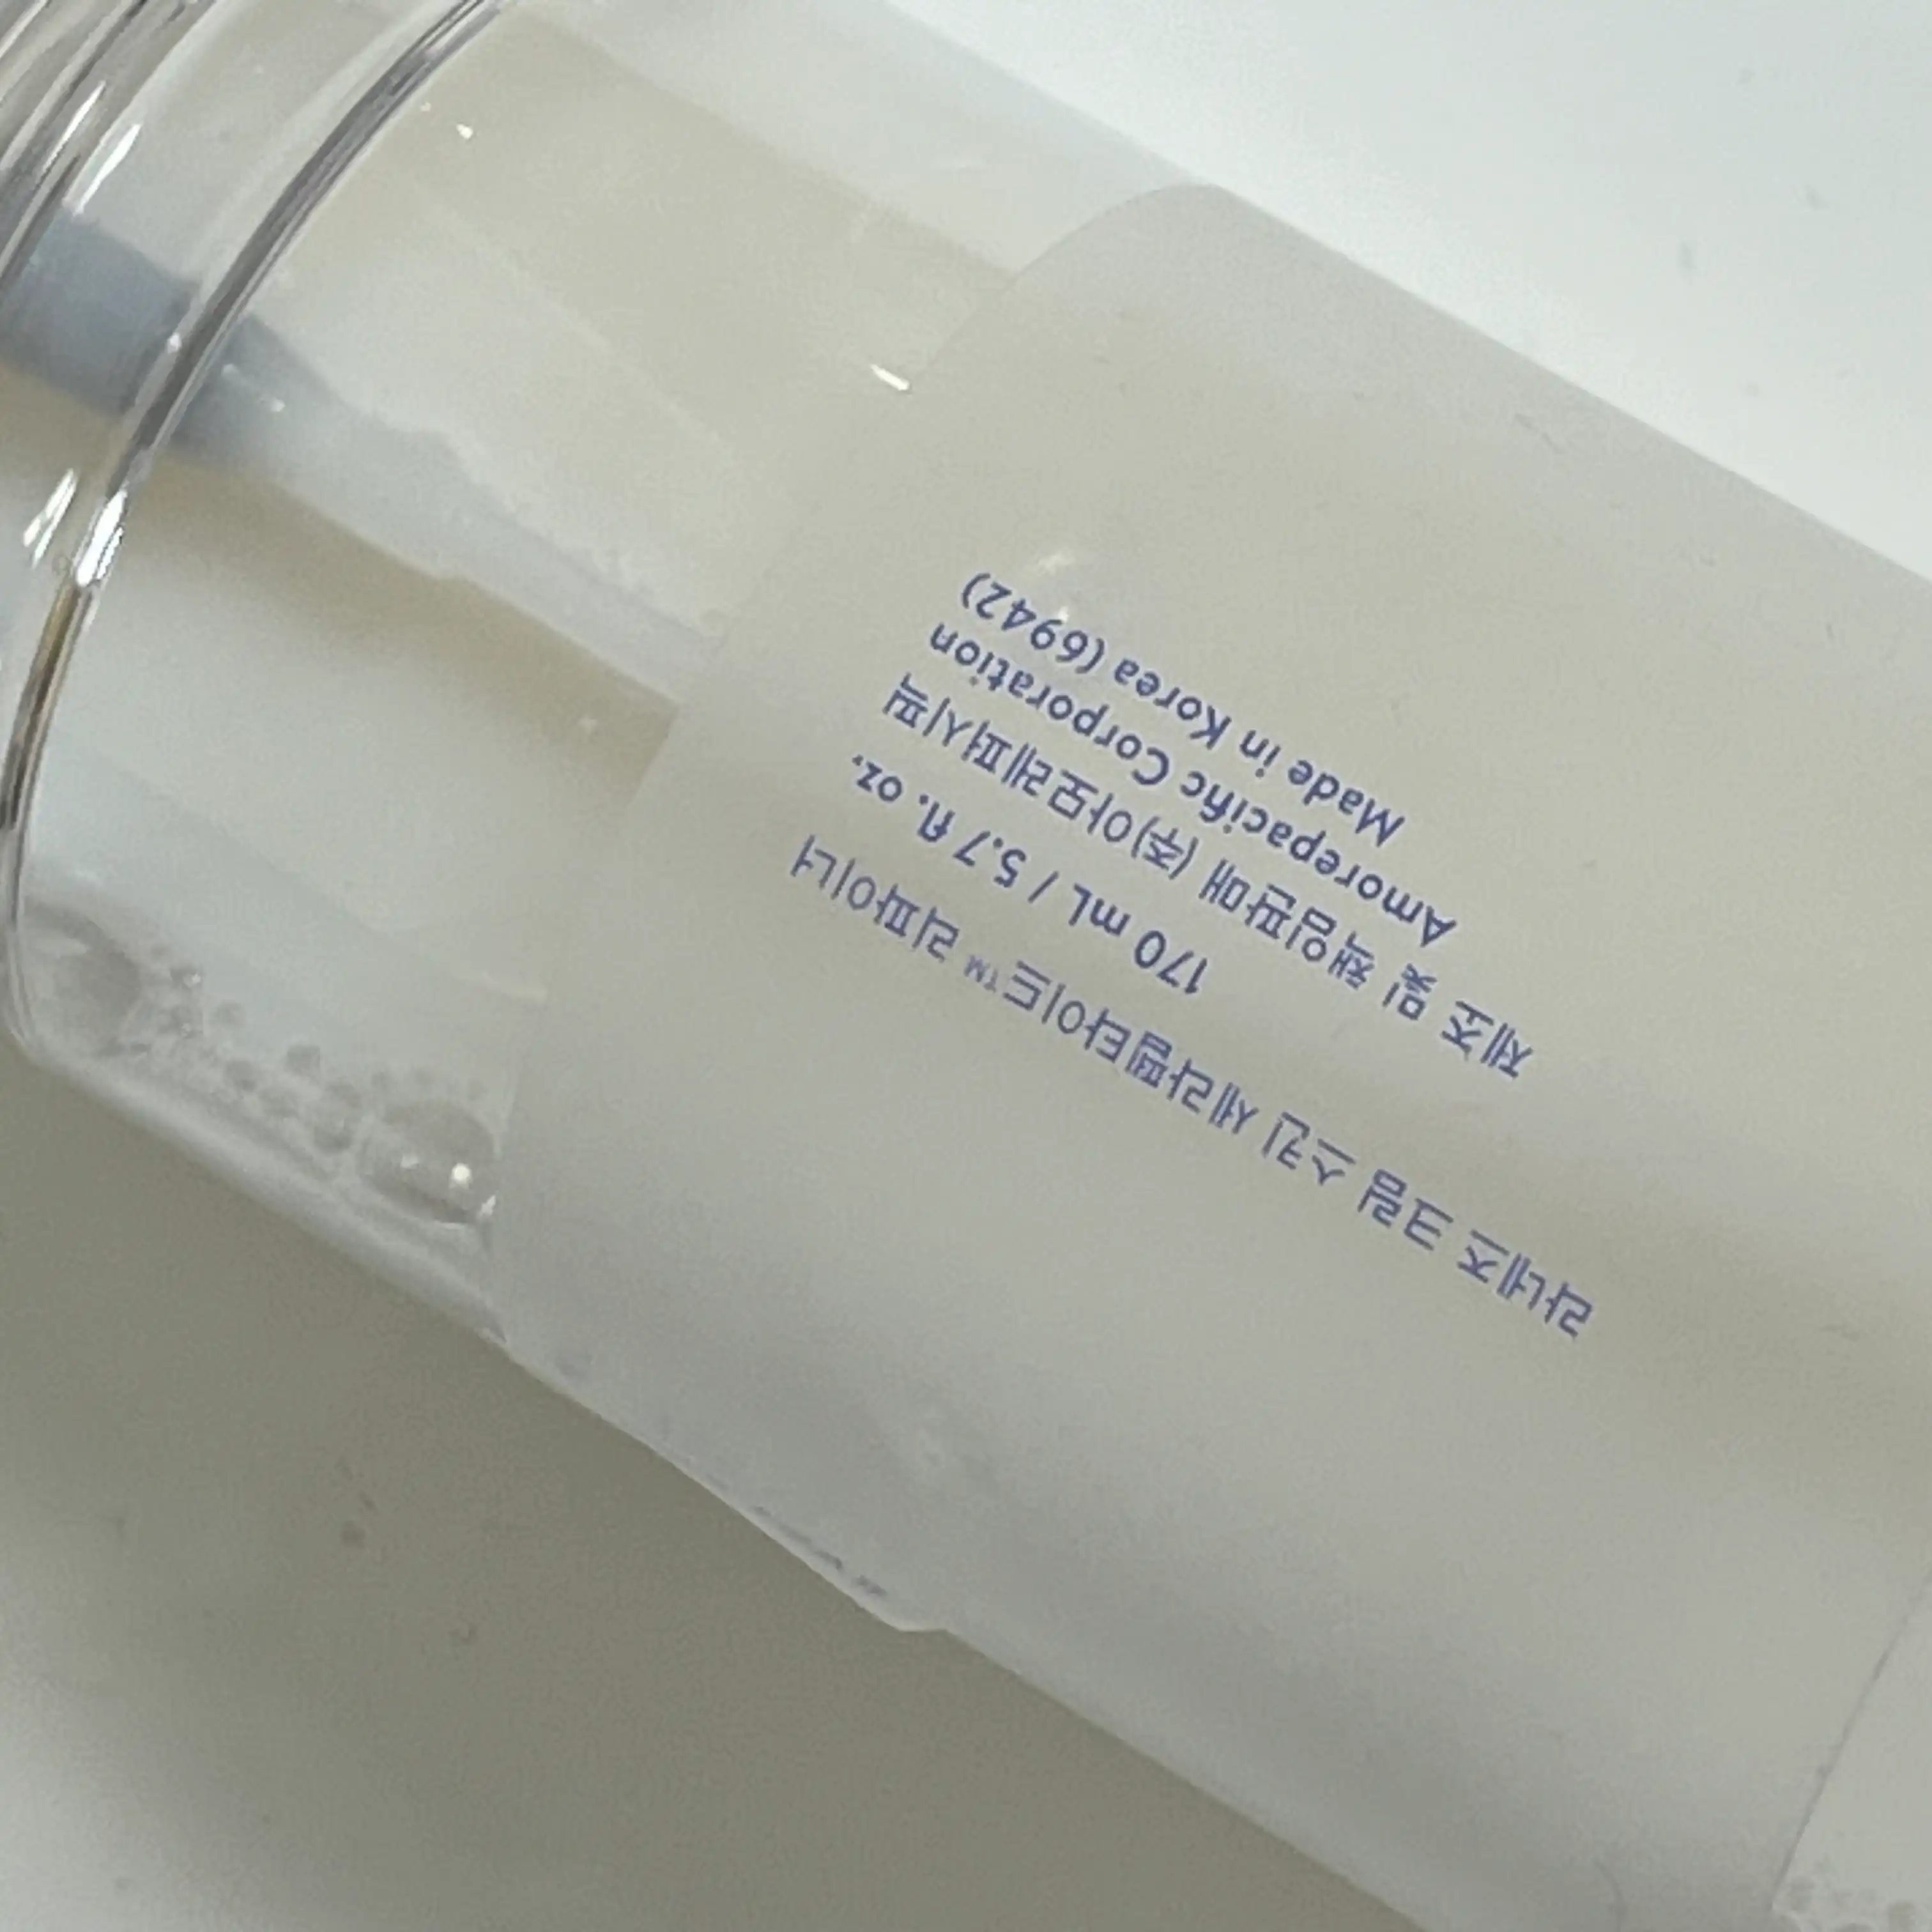 라네즈 크림 스킨 세라펩타이드™ 리파이너
170 mL / 5.7 fl. oz.
제조 및 책임판매 (주)아모레퍼시픽
Amorepacific Corporation
Made in Korea (6942)